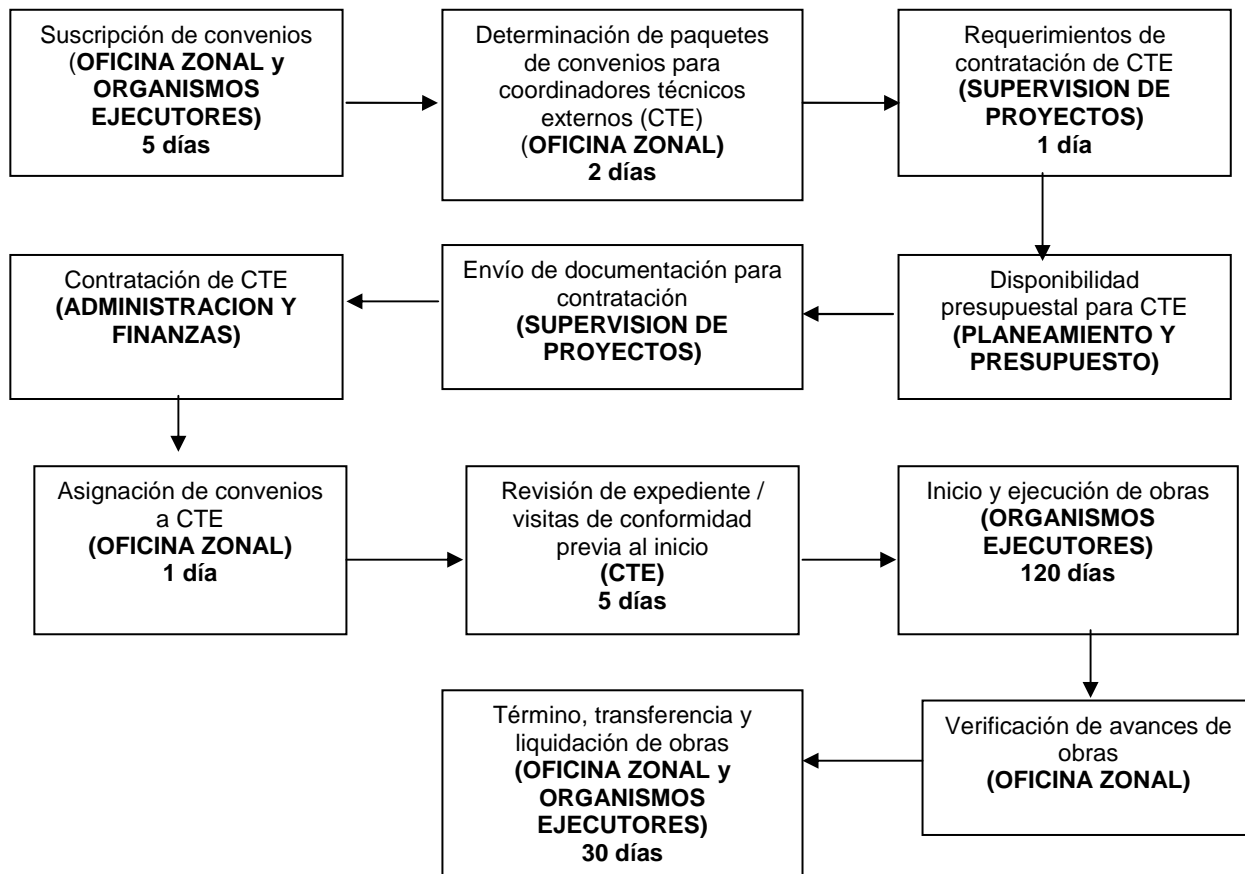 Suscripción de convenios
(OFICINA ZONAL y
ORGANISMOS
EJECUTORES)
5 días
Determinación de paquetes
de convenios para
coordinadores técnicos
externos (CTE)
(OFICINA ZONAL)
2 días
Requerimientos de
contratación de CTE
(SUPERVISION DE
PROYECTOS)
1 día
Disponibilidad
presupuestal para CTE
(PLANEAMIENTO Y
PRESUPUESTO)
Envío de documentación para
contratación
(SUPERVISION DE
PROYECTOS)
Contratación de CTE
(ADMINISTRACION Y
FINANZAS)
Asignación de convenios
a CTE
(OFICINA ZONAL)
1 día
Revisión de expediente /
visitas de conformidad
previa al inicio
(CTE)
5 días
Inicio y ejecución de obras
(ORGANISMOS
EJECUTORES)
120 días
Verificación de avances de
obras
(OFICINA ZONAL)
Término, transferencia y
liquidación de obras
(OFICINA ZONAL y
ORGANISMOS
EJECUTORES)
30 días